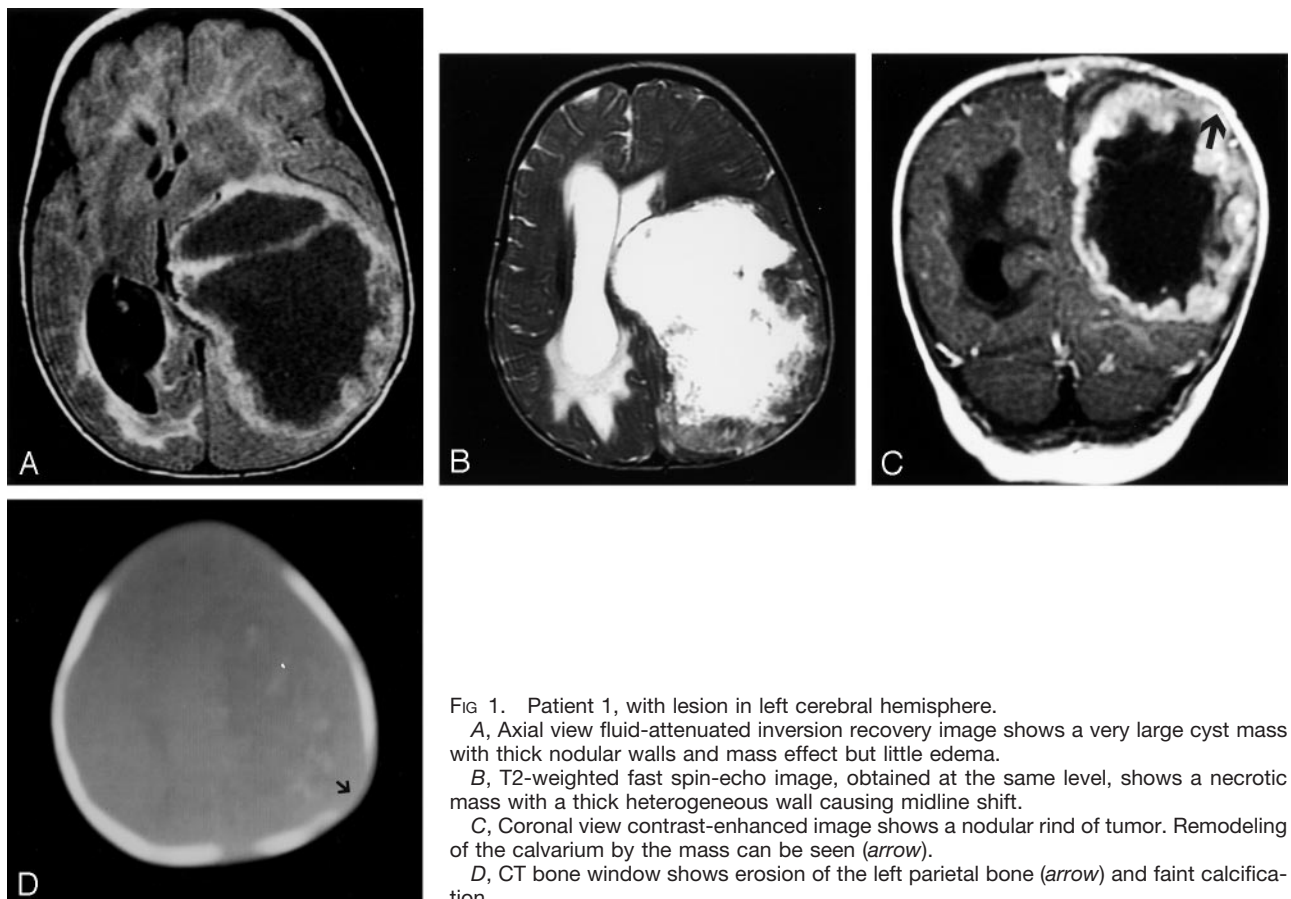 A
B
C
D
FIG 1. Patient 1, with lesion in left cerebral hemisphere.
A, Axial view fluid-attenuated inversion recovery image shows a very large cyst mass
with thick nodular walls and mass effect but little edema.
B, T2-weighted fast spin-echo image, obtained at the same level, shows a necrotic
mass with a thick heterogeneous wall causing midline shift.
C, Coronal view contrast-enhanced image shows a nodular rind of tumor. Remodeling
of the calvarium by the mass can be seen (arrow).
D, CT bone window shows erosion of the left parietal bone (arrow) and faint calcifica-
tion